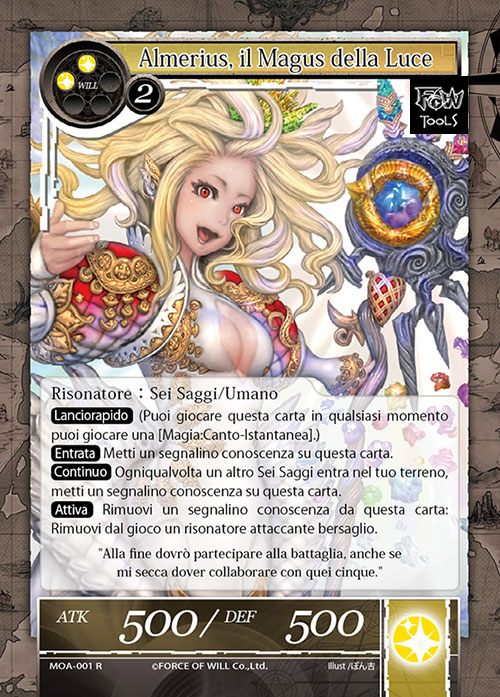 Almerius, il Magus della Luce
WILL
2
FOW
TOOLS
Risonatore : Sei Saggi/Umano
Lanciorapido (Puoi giocare questa carta in qualsiasi momento
puoi giocare una [Magia:Canto-Istantanea].)
Entrata Metti un segnalino conoscenza su questa carta.
Continuo Ogniqualvolta un altro Sei Saggi entra nel tuo terreno,
metti un segnalino conoscenza su questa carta.
Attiva Rimuovi un segnalino conoscenza da questa carta:
Rimuovi dal gioco un risonatore attaccante bersaglio.
"Alla fine dovrò partecipare alla battaglia, anche se
mi secca dover collaborare con quei cinque."
ATK 500/ DEF 500
MOA-001 R ©FORCE OF WILL Co.,Ltd. Illust /ぽん吉